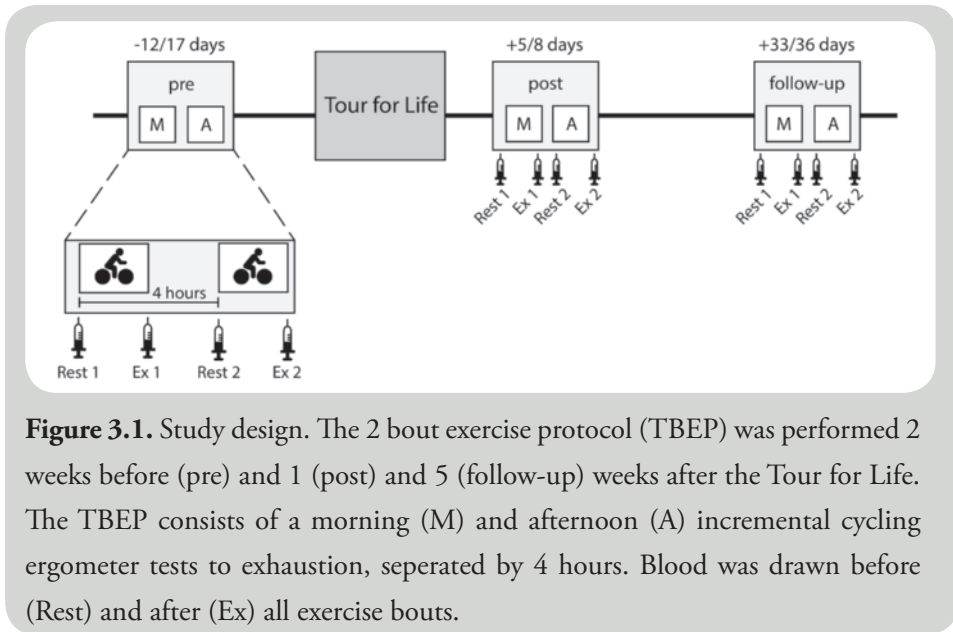 -12/17 days
+5/8 days
+33/36 days
pre
Tour for Life
post
follow-up
M A
M A
M A
Rest 1
Ex 1
Rest 2
Ex 2
Rest 1
Ex 1
Rest 2
Ex 2
4 hours
Rest 1 Ex 1 Rest 2 Ex 2
Figure 3.1. Study design. The 2 bout exercise protocol (TBEP) was performed 2
weeks before (pre) and 1 (post) and 5 (follow-up) weeks after the Tour for Life.
The TBEP consists of a morning (M) and afternoon (A) incremental cycling
ergometer tests to exhaustion, seperated by 4 hours. Blood was drawn before
(Rest) and after (Ex) all exercise bouts.